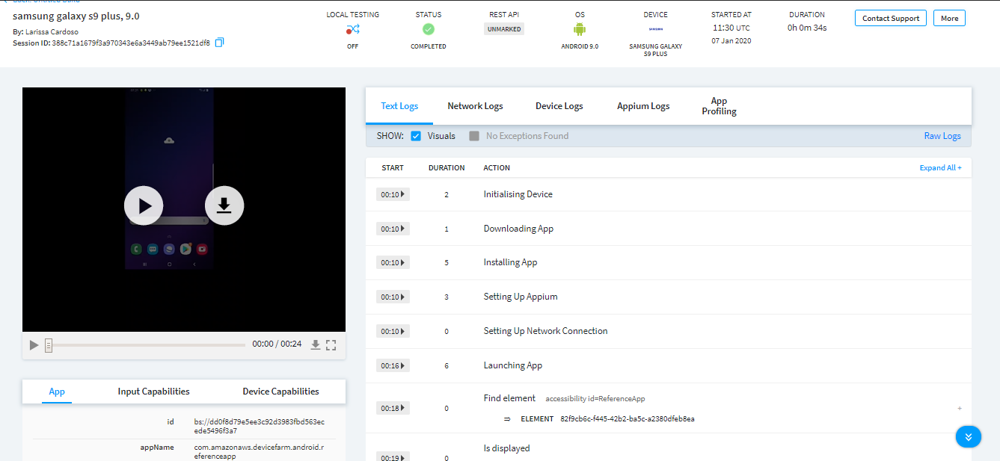 Back: Untitled Build
samsung galaxy s9 plus, 9.0
By: Larissa Cardoso
Session ID: 388c71a1679f3a970343e6a3449ab79ee1521df8
LOCAL TESTING
OFF
STATUS
COMPLETED
REST API
UNMARKED
OS
ANDROID 9.0
DEVICE
SAMSUNG
SAMSUNG GALAXY
S9 PLUS
STARTED AT
11:30 UTC
07 Jan 2020
DURATION
0h 0m 34s
Contact Support
More
00:00 / 00:24
App
Input Capabilities
Device Capabilities
id
bs://dd0f8d79e5ee3c92d3983fbd563ec
ede5496f3a7
appName
com.amazonaws.devicefarm.android.r
eferenceapp
Text Logs
Network Logs
Device Logs
Appium Logs
App
Profiling
SHOW:
Visuals
No Exceptions Found
Raw Logs
START DURATION ACTION Expand All +
00:10 2 Initialising Device
00:10 1 Downloading App
00:10 5 Installing App
00:10 3 Setting Up Appium
00:10 0 Setting Up Network Connection
00:16 6 Launching App
00:18 0 Find element accessibility id=ReferenceApp +
⇒ ELEMENT 82f9cb6c-f445-42b2-ba5c-a2380dfeb8ea
Is displayed
00:19 0